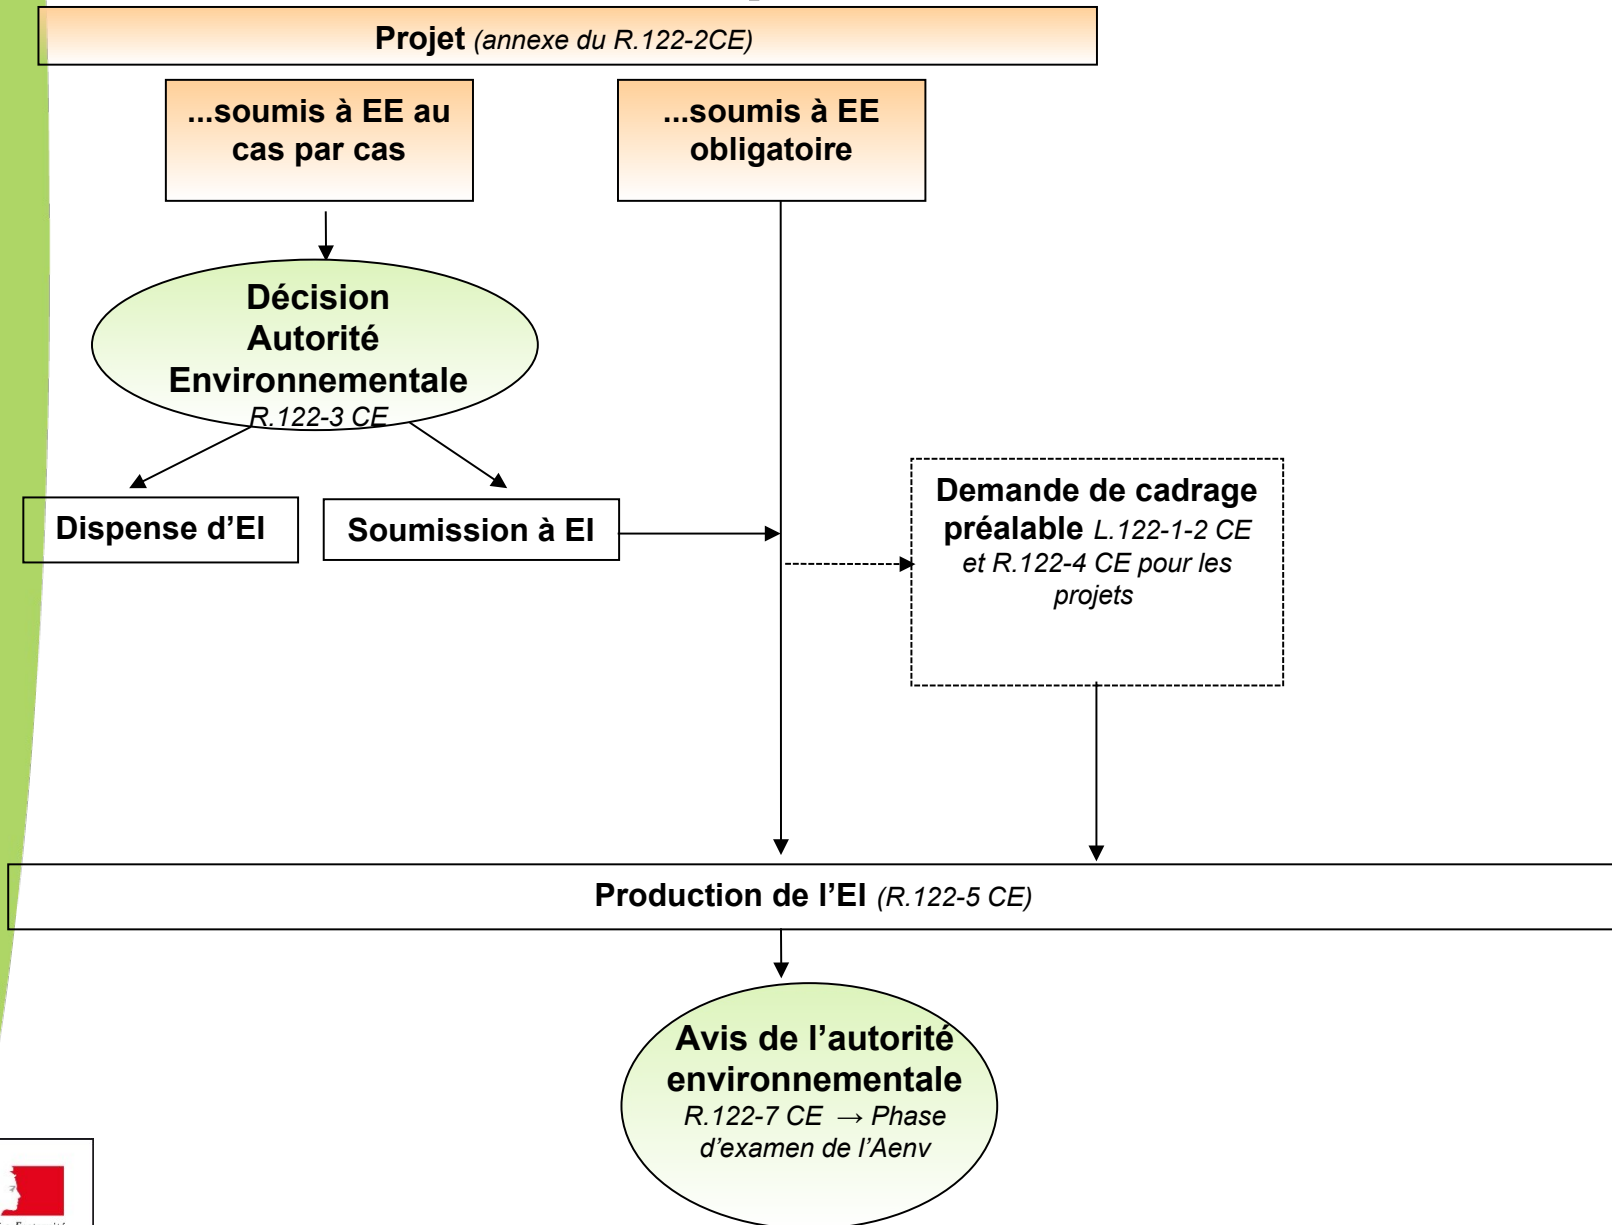 Projet (annexe du R.122-2CE)
...soumis à EE au
cas par cas
...soumis à EE
obligatoire
Décision
Autorité
Environnementale
R.122-3 CE
Dispense d’EI
Soumission à EI
Demande de cadrage
préalable L.122-1-2 CE
et R.122-4 CE pour les
projets
Production de l’EI (R.122-5 CE)
Avis de l’autorité
environnementale
R.122-7 CE → Phase
d’examen de l’Aenv